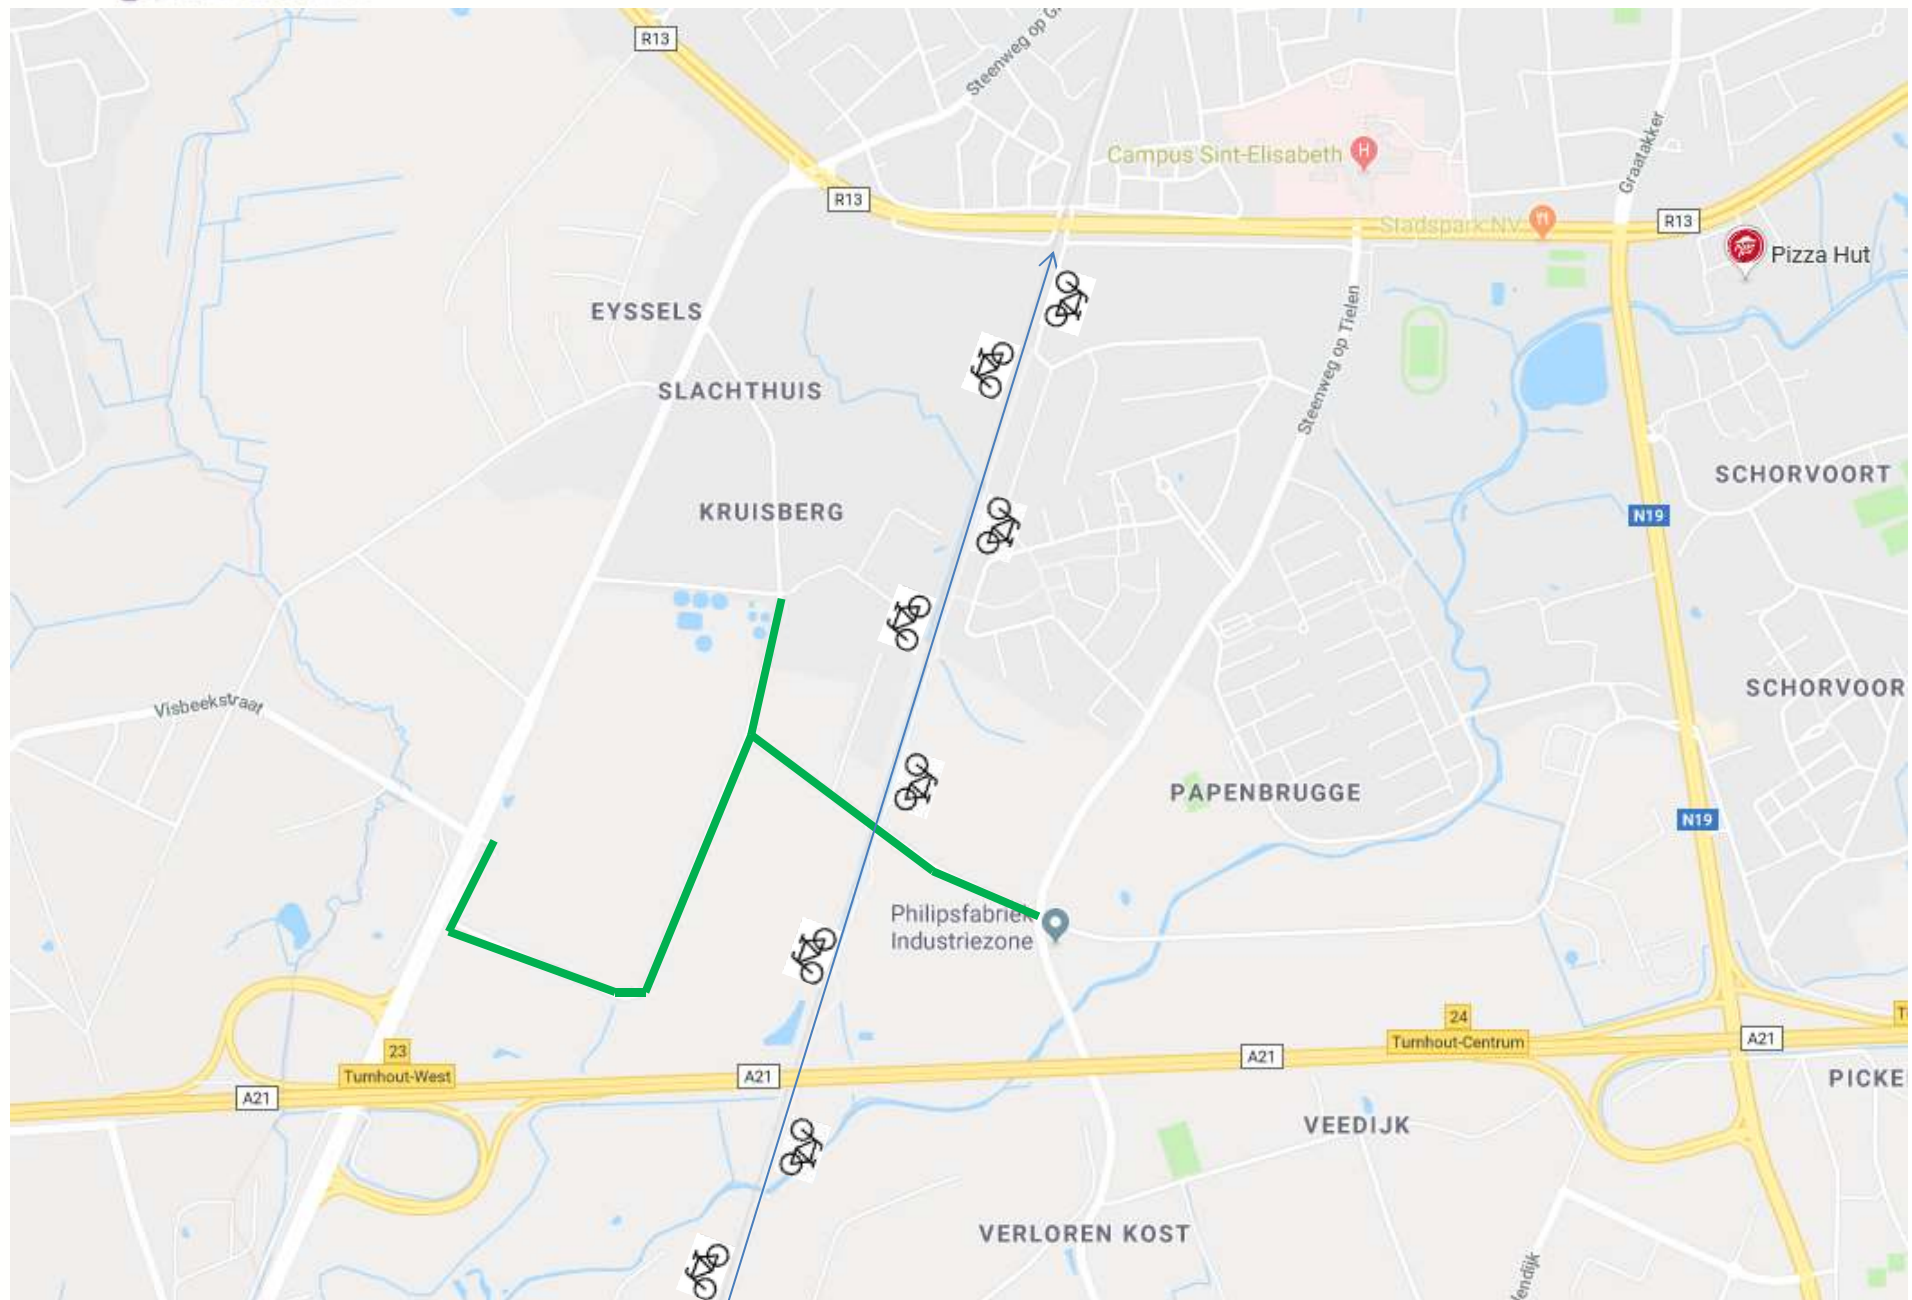 R13
Steenweg op G
Graatakker
Campus Sint-Elisabeth
H
R13
Stadspark N.V.
R13
Pizza Hut
EYSSELS
Steenweg op Tielen
SLACHTHUIS
SCHORVOORT
KRUISBERG
N19
SCHORVOOR
Visbeekstraat
PAPENBRUGGE
N19
Philipsfabriek
Industriezone
24
Turnhout-Centrum
23
Turnhout-West
A21
A21
A21
A21
PICKE
VEEDIJK
VERLOREN KOST
endijk